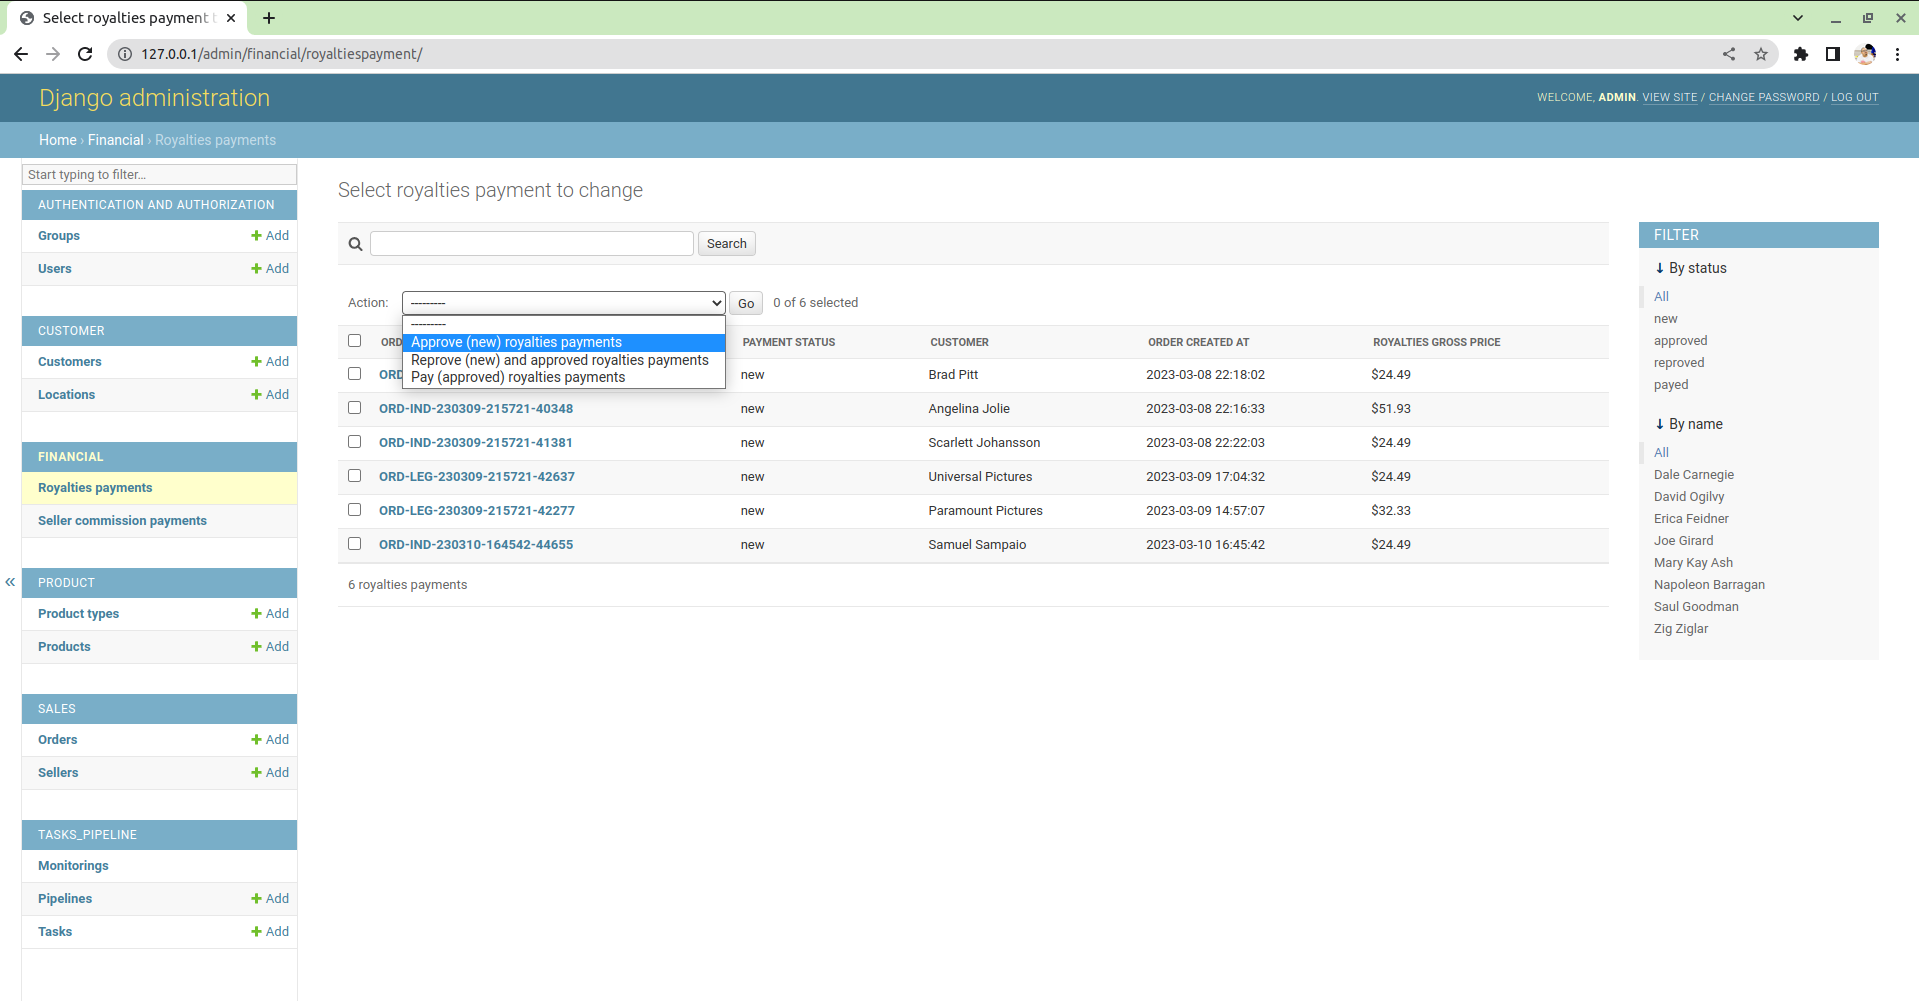 Select royalties payment t
127.0.0.1/admin/financial/royaltiespayment/
Django administration
WELCOME, ADMIN. VIEW SITE / CHANGE PASSWORD / LOG OUT
Home › Financial › Royalties payments
Start typing to filter...
AUTHENTICATION AND AUTHORIZATION
Groups + Add
Users + Add
CUSTOMER
Customers + Add
Locations + Add
FINANCIAL
Royalties payments
Seller commission payments
PRODUCT
Product types + Add
Products + Add
SALES
Orders + Add
Sellers + Add
TASKS_PIPELINE
Monitorings
Pipelines + Add
Tasks + Add
«
Select royalties payment to change
Search
Action: --------- Go 0 of 6 selected
---------
Approve (new) royalties payments
Reprove (new) and approved royalties payments
Pay (approved) royalties payments
ORD PAYMENT STATUS CUSTOMER ORDER CREATED AT ROYALTIES GROSS PRICE
ORD new Brad Pitt 2023-03-08 22:18:02 $24.49
ORD-IND-230309-215721-40348 new Angelina Jolie 2023-03-08 22:16:33 $51.93
ORD-IND-230309-215721-41381 new Scarlett Johansson 2023-03-08 22:22:03 $24.49
ORD-LEG-230309-215721-42637 new Universal Pictures 2023-03-09 17:04:32 $24.49
ORD-LEG-230309-215721-42277 new Paramount Pictures 2023-03-09 14:57:07 $32.33
ORD-IND-230310-164542-44655 new Samuel Sampaio 2023-03-10 16:45:42 $24.49
6 royalties payments
FILTER
↓ By status
All
new
approved
reproved
payed
↓ By name
All
Dale Carnegie
David Ogilvy
Erica Feidner
Joe Girard
Mary Kay Ash
Napoleon Barragan
Saul Goodman
Zig Ziglar